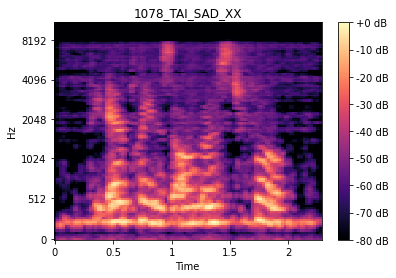 1078_TAI_SAD_XX
8192
4096
2048
1024
512
0
Hz
0
0.5
1
1.5
2
Time
+0 dB
-10 dB
-20 dB
-30 dB
-40 dB
-50 dB
-60 dB
-70 dB
-80 dB